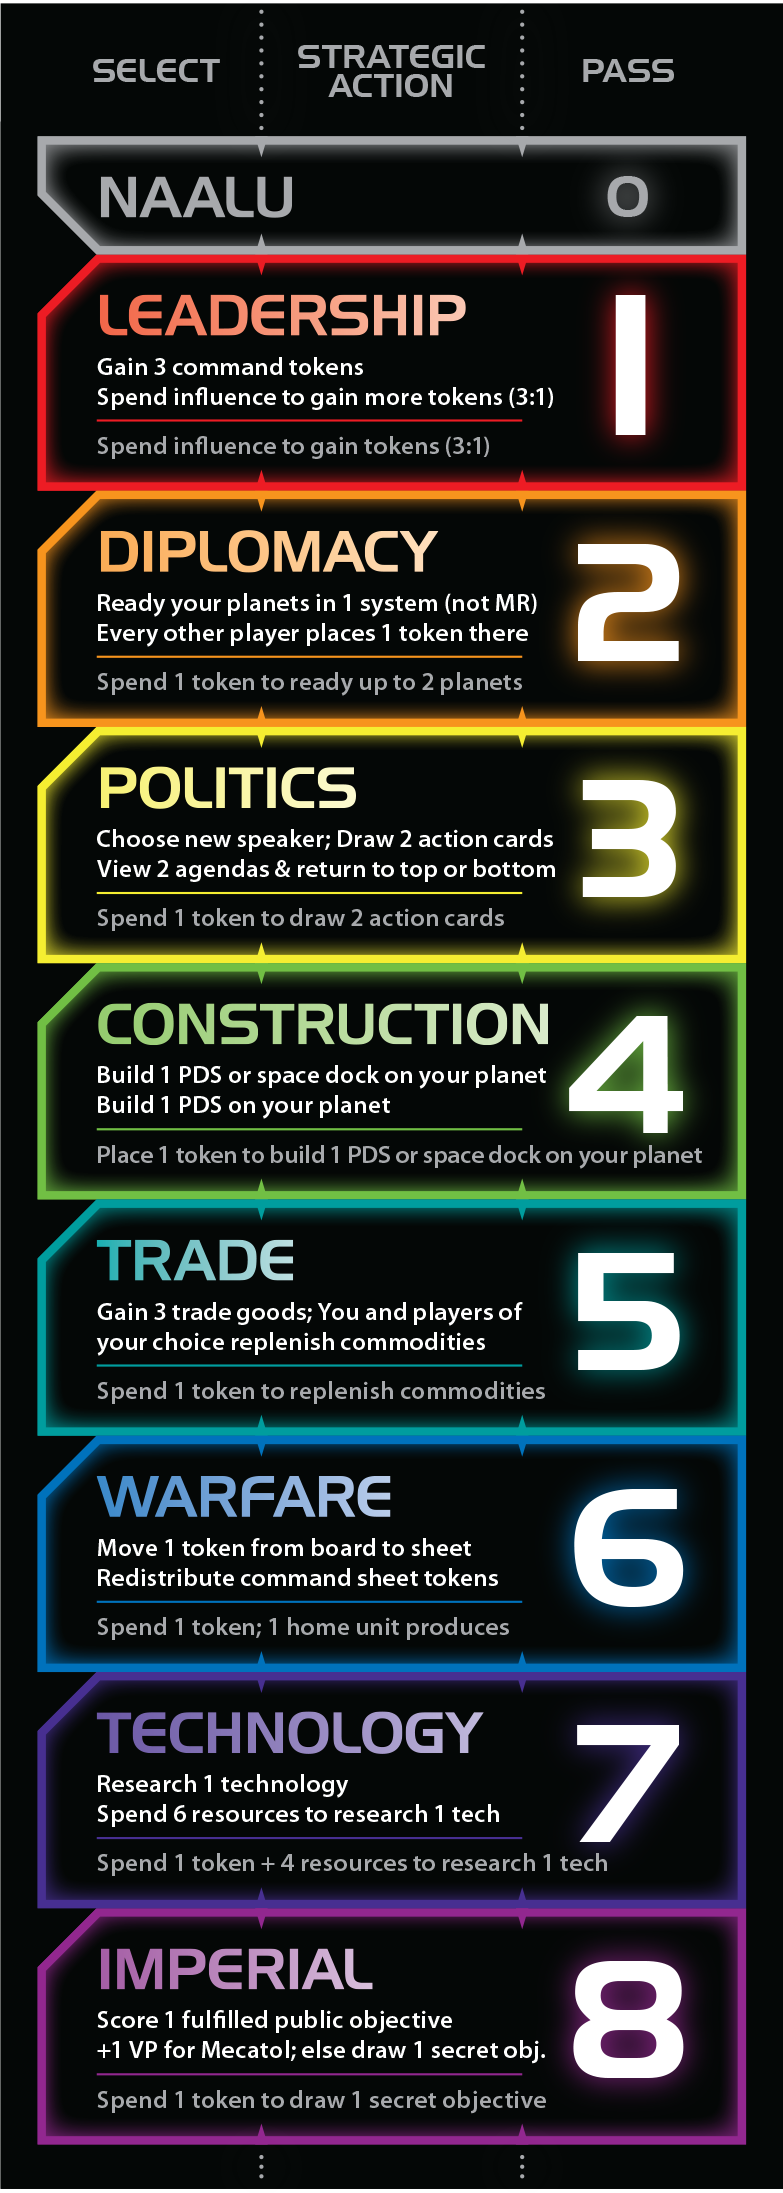 SELECT
STRATEGIC
ACTION
PASS
NAALU
0
LEADERSHIP
Gain 3 command tokens
Spend influence to gain more tokens (3:1)
Spend influence to gain tokens (3:1)
1
DIPLOMACY
Ready your planets in 1 system (not MR)
Every other player places 1 token there
Spend 1 token to ready up to 2 planets
2
POLITICS
Choose new speaker; Draw 2 action cards
View 2 agendas & return to top or bottom
Spend 1 token to draw 2 action cards
3
CONSTRUCTION
Build 1 PDS or space dock on your planet
Build 1 PDS on your planet
Place 1 token to build 1 PDS or space dock on your planet
4
TRADE
Gain 3 trade goods; You and players of
your choice replenish commodities
Spend 1 token to replenish commodities
5
WARFARE
Move 1 token from board to sheet
Redistribute command sheet tokens
Spend 1 token; 1 home unit produces
6
TECHNOLOGY
Research 1 technology
Spend 6 resources to research 1 tech
Spend 1 token + 4 resources to research 1 tech
7
IMPERIAL
Score 1 fulfilled public objective
+1 VP for Mecatol; else draw 1 secret obj.
Spend 1 token to draw 1 secret objective
8